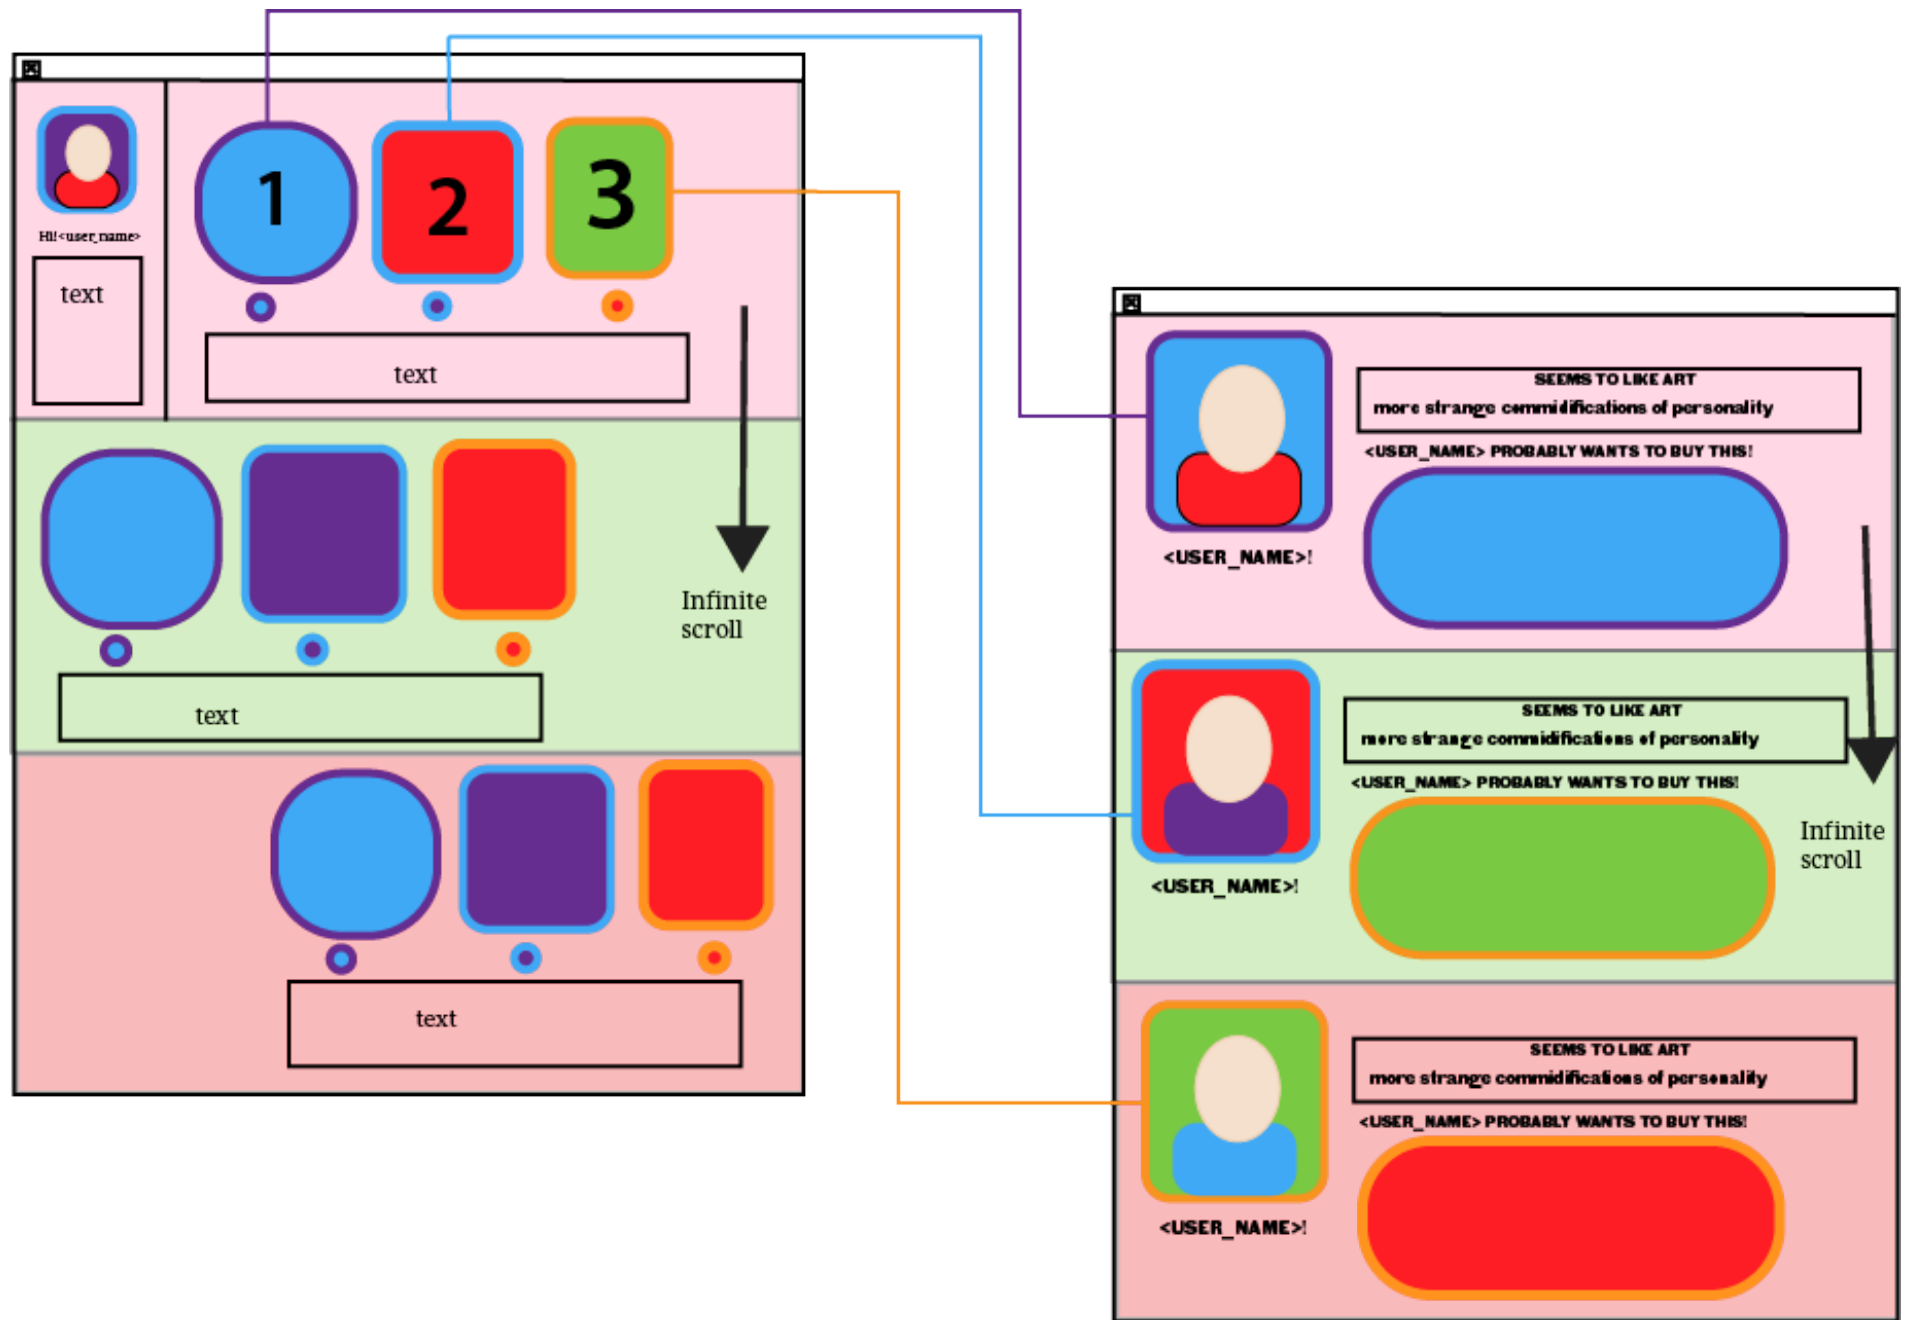 1
2
3
Hi!<user_name>
text
text
Infinite
scroll
text
text
SEEMS TO LIKE ART
more strange commidifications of personality
<USER_NAME> PROBABLY WANTS TO BUY THIS!
<USER_NAME>!
SEEMS TO LIKE ART
more strange commidifications of personality
<USER_NAME> PROBABLY WANTS TO BUY THIS!
Infinite
scroll
<USER_NAME>!
SEEMS TO LIKE ART
more strange commidifications of personality
<USER_NAME> PROBABLY WANTS TO BUY THIS!
<USER_NAME>!